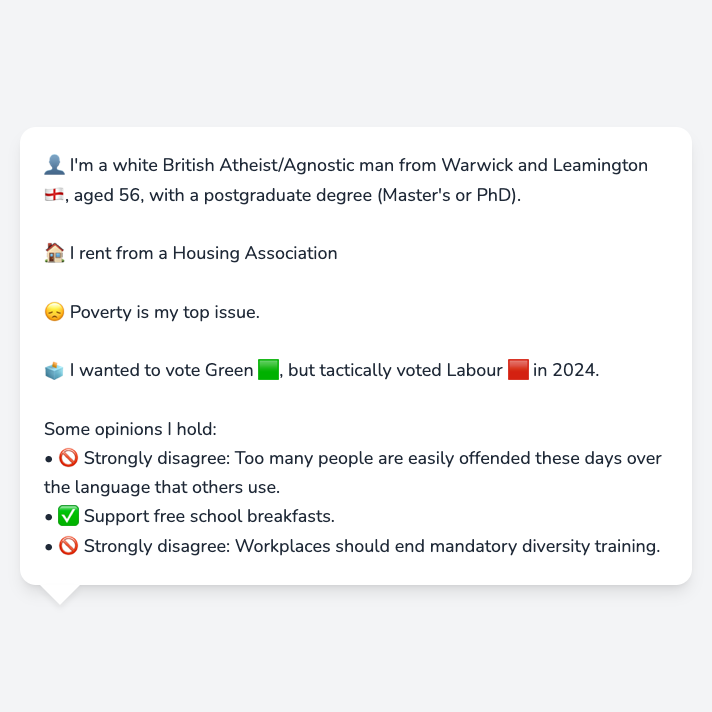 👤 I'm a white British Atheist/Agnostic man from Warwick and Leamington
🏴󠁧󠁢󠁥󠁮󠁧󠁿, aged 56, with a postgraduate degree (Master's or PhD).
🏠 I rent from a Housing Association
😞 Poverty is my top issue.
🗳️ I wanted to vote Green 🟩, but tactically voted Labour 🟥 in 2024.
Some opinions I hold:
• 🚫 Strongly disagree: Too many people are easily offended these days over
the language that others use.
• ✅ Support free school breakfasts.
• 🚫 Strongly disagree: Workplaces should end mandatory diversity training.